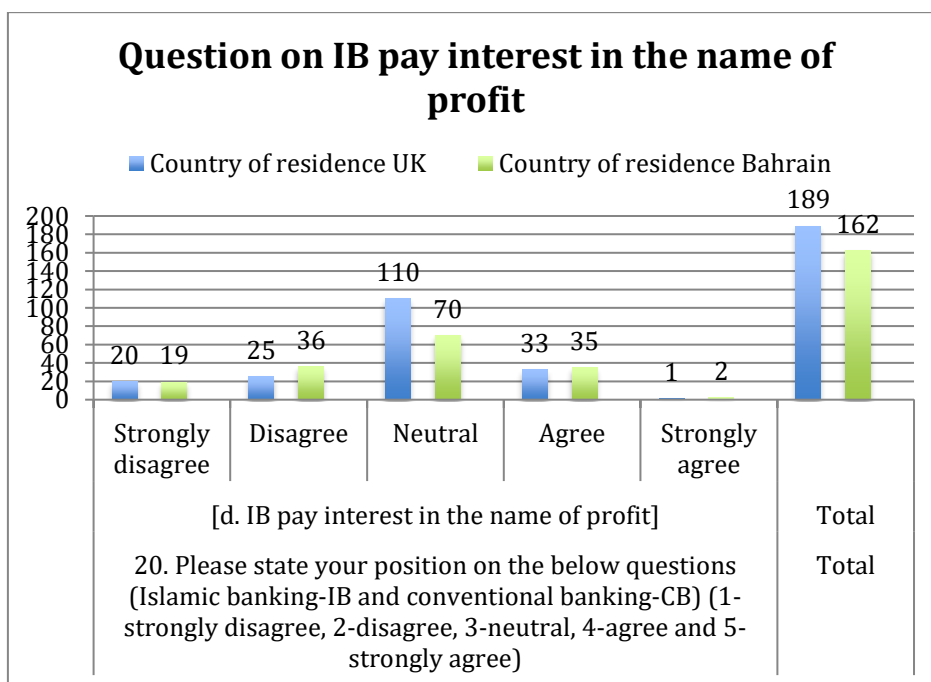 Question on IB pay interest in the name of
profit
Country of residence UK
Country of residence Bahrain
200
180
160
140
120
100
80
60
40
20
0
20
19
25
36
110
70
33
35
1
2
189
162
Strongly
disagree
Disagree
Neutral
Agree
Strongly
agree
[d. IB pay interest in the name of profit]
Total
20. Please state your position on the below questions
(Islamic banking-IB and conventional banking-CB) (1-
strongly disagree, 2-disagree, 3-neutral, 4-agree and 5-
strongly agree)
Total